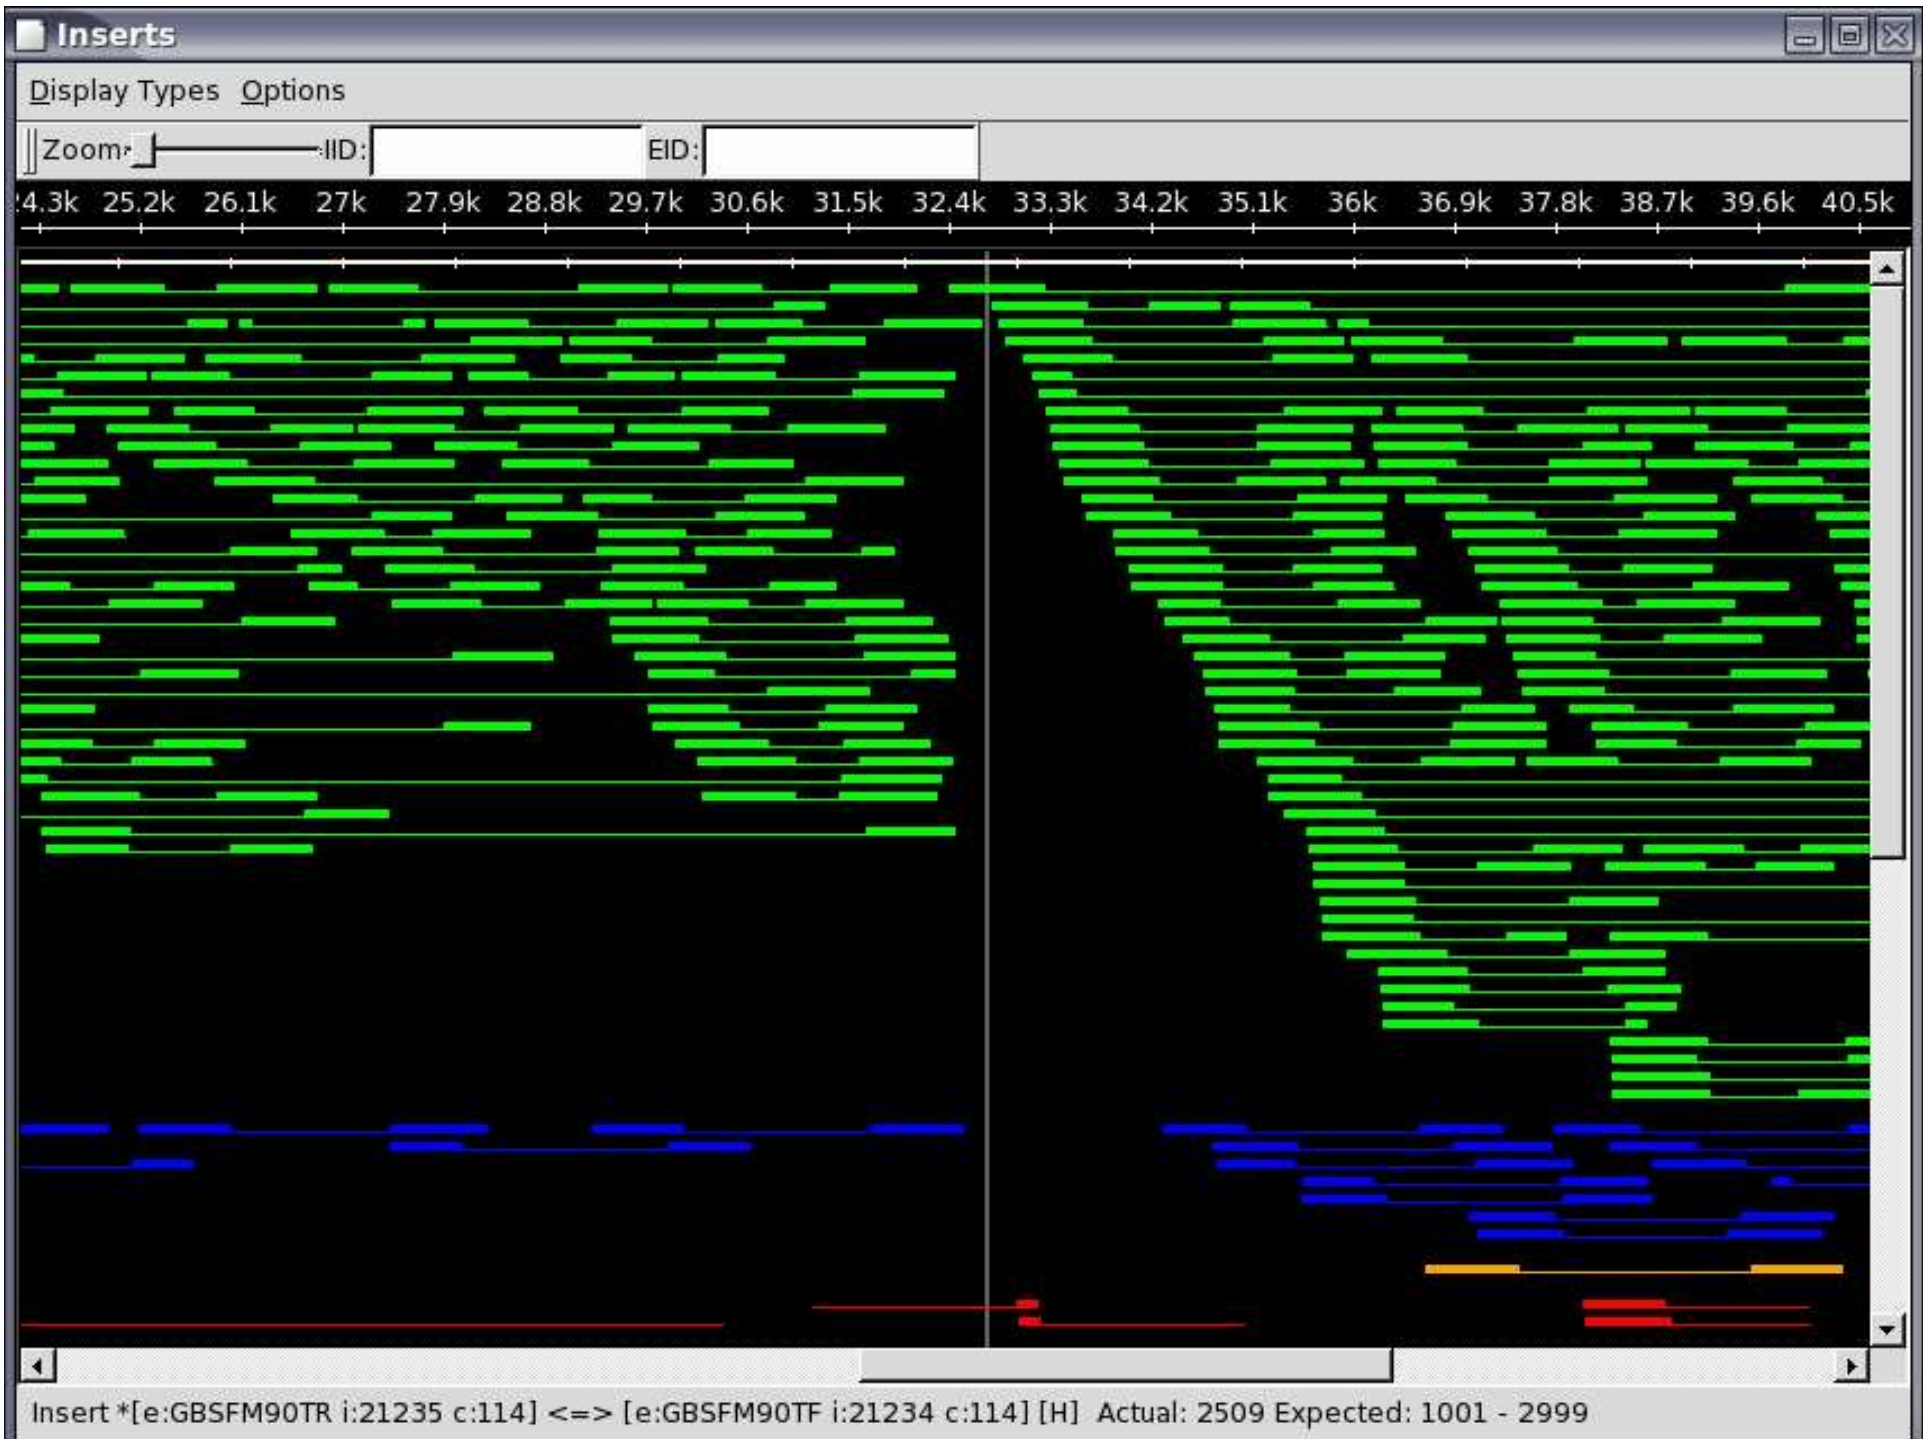 Inserts
Display Types Options
Zoom: IID: EID:
24.3k 25.2k 26.1k 27k 27.9k 28.8k 29.7k 30.6k 31.5k 32.4k 33.3k 34.2k 35.1k 36k 36.9k 37.8k 38.7k 39.6k 40.5k
Insert *[e:GBSFM90TR i:21235 c:114] <=> [e:GBSFM90TF i:21234 c:114] [H] Actual: 2509 Expected: 1001 - 2999